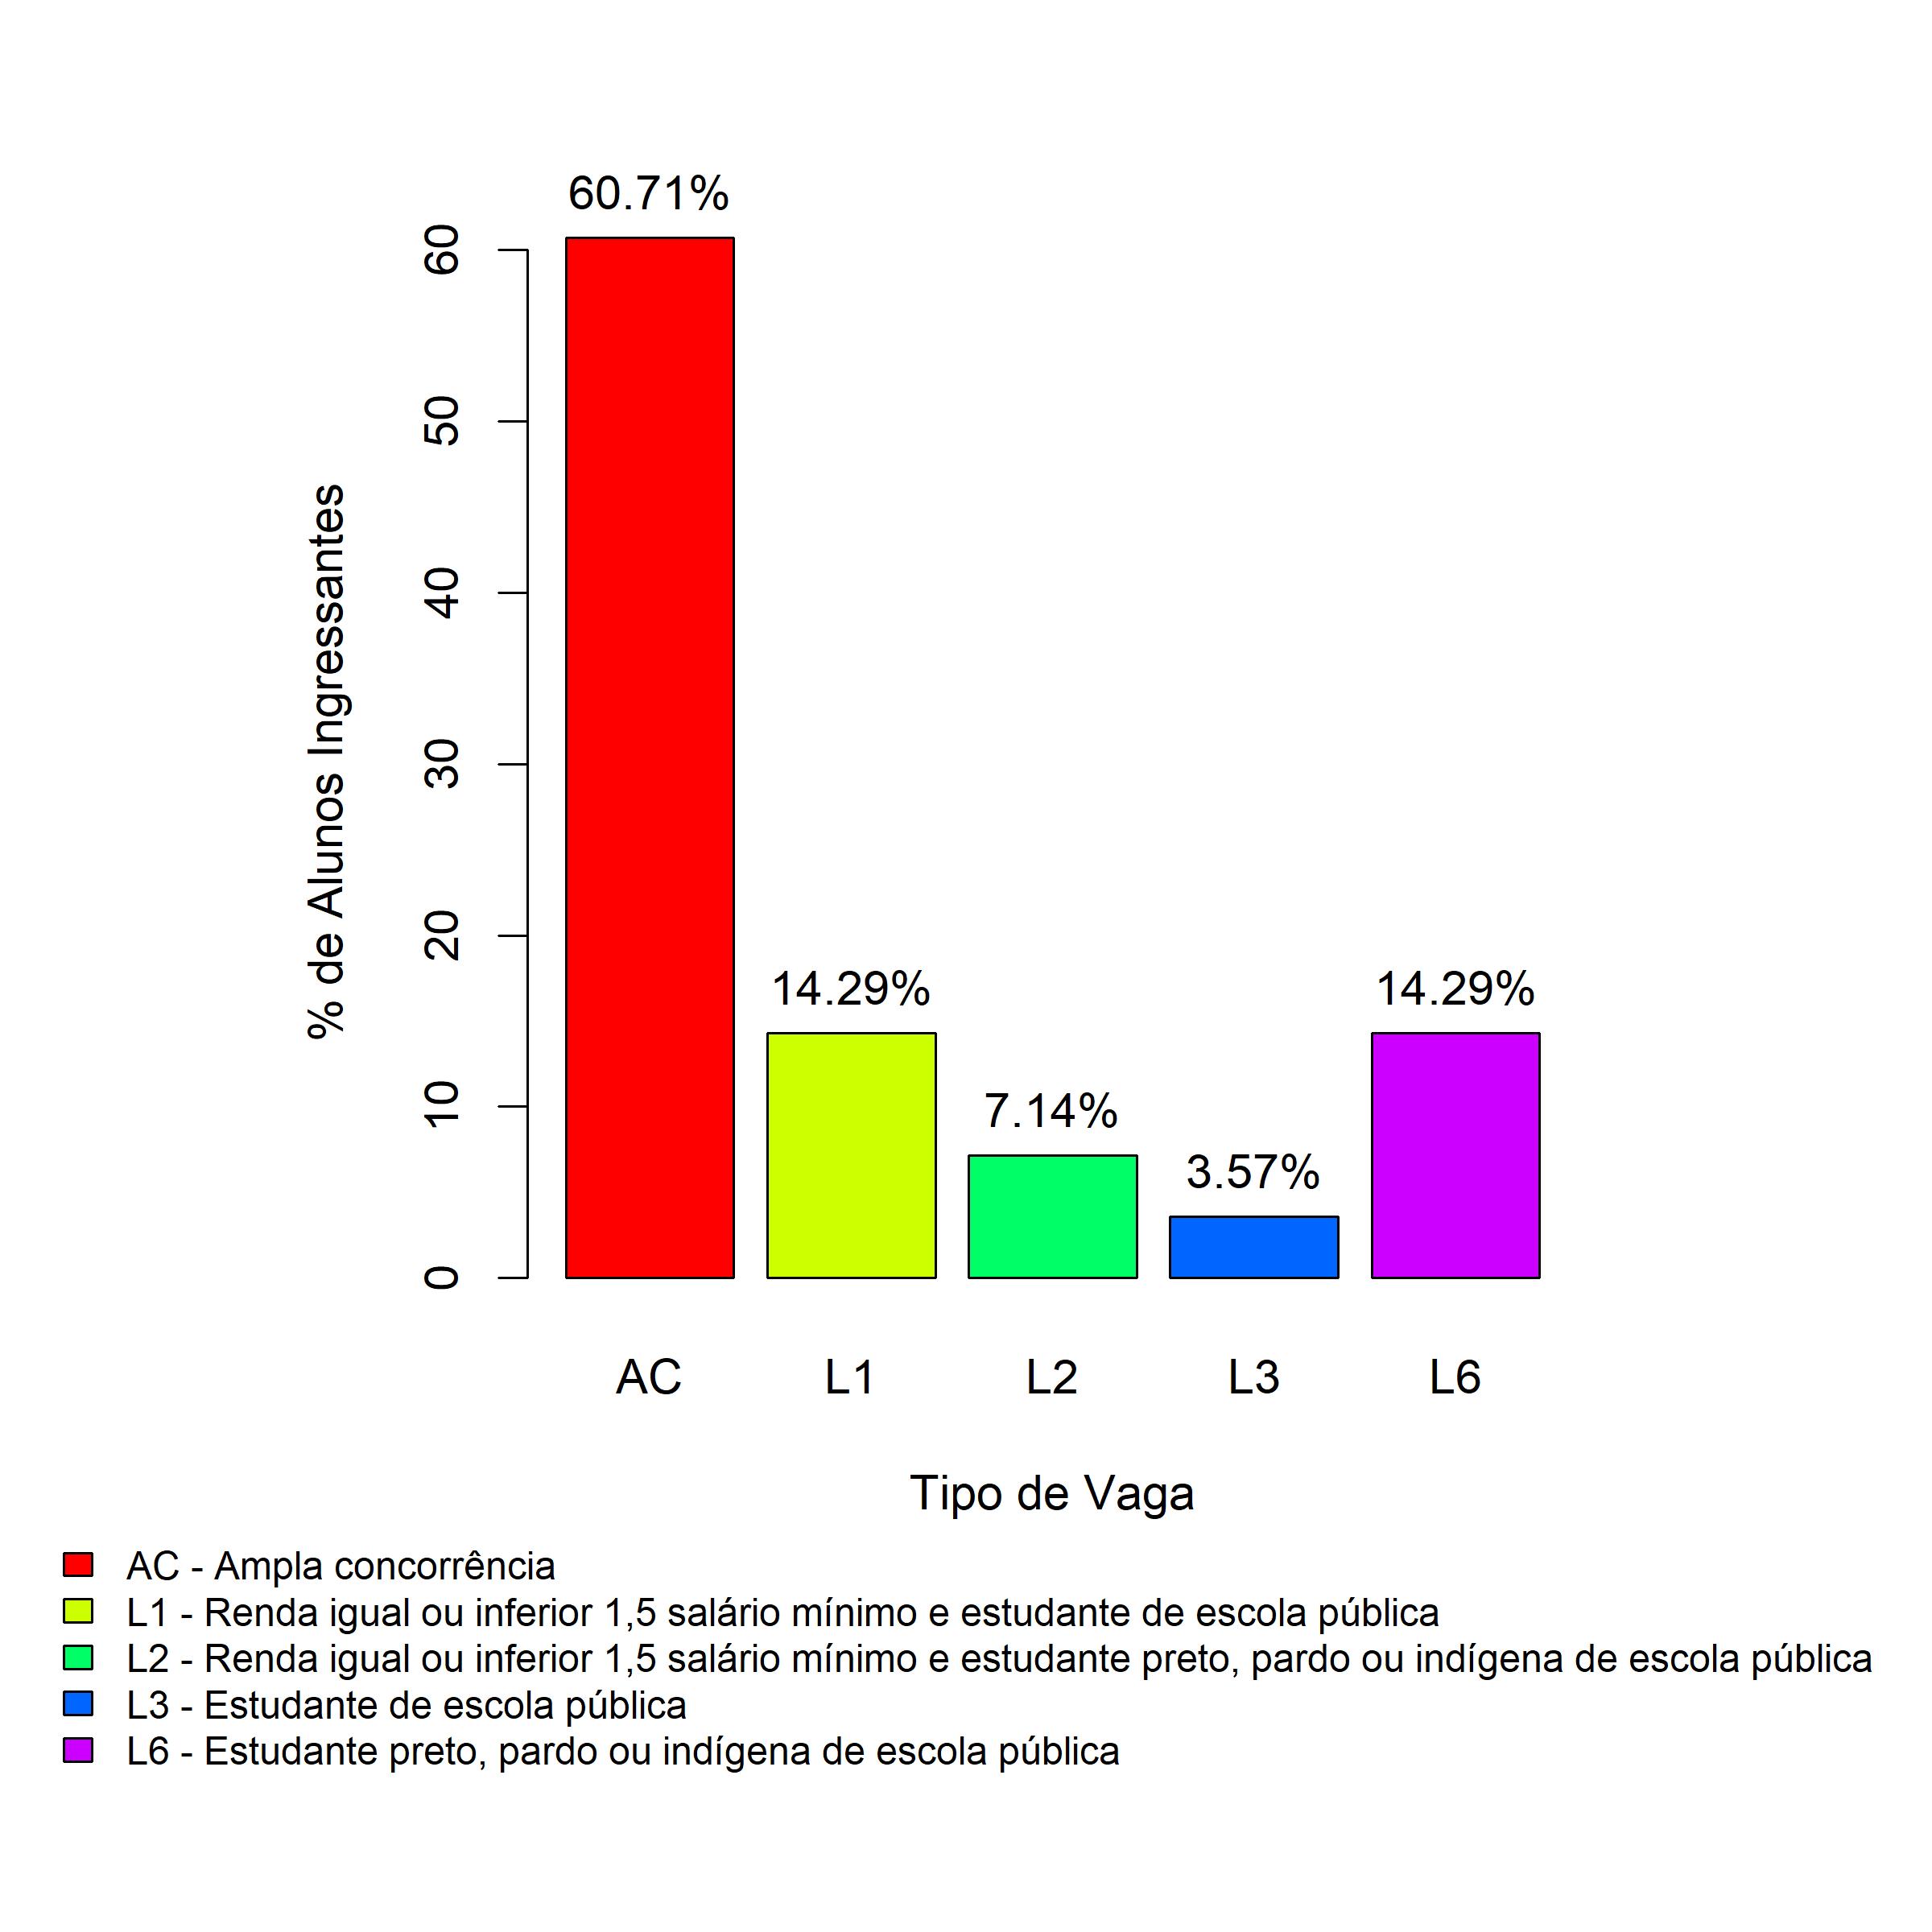 60.71%
60
50
40
30
20
10
0
% de Alunos Ingressantes
14.29%
7.14%
3.57%
14.29%
AC
L1
L2
L3
L6
Tipo de Vaga
AC - Ampla concorrência
L1 - Renda igual ou inferior 1,5 salário mínimo e estudante de escola pública
L2 - Renda igual ou inferior 1,5 salário mínimo e estudante preto, pardo ou indígena de escola pública
L3 - Estudante de escola pública
L6 - Estudante preto, pardo ou indígena de escola pública